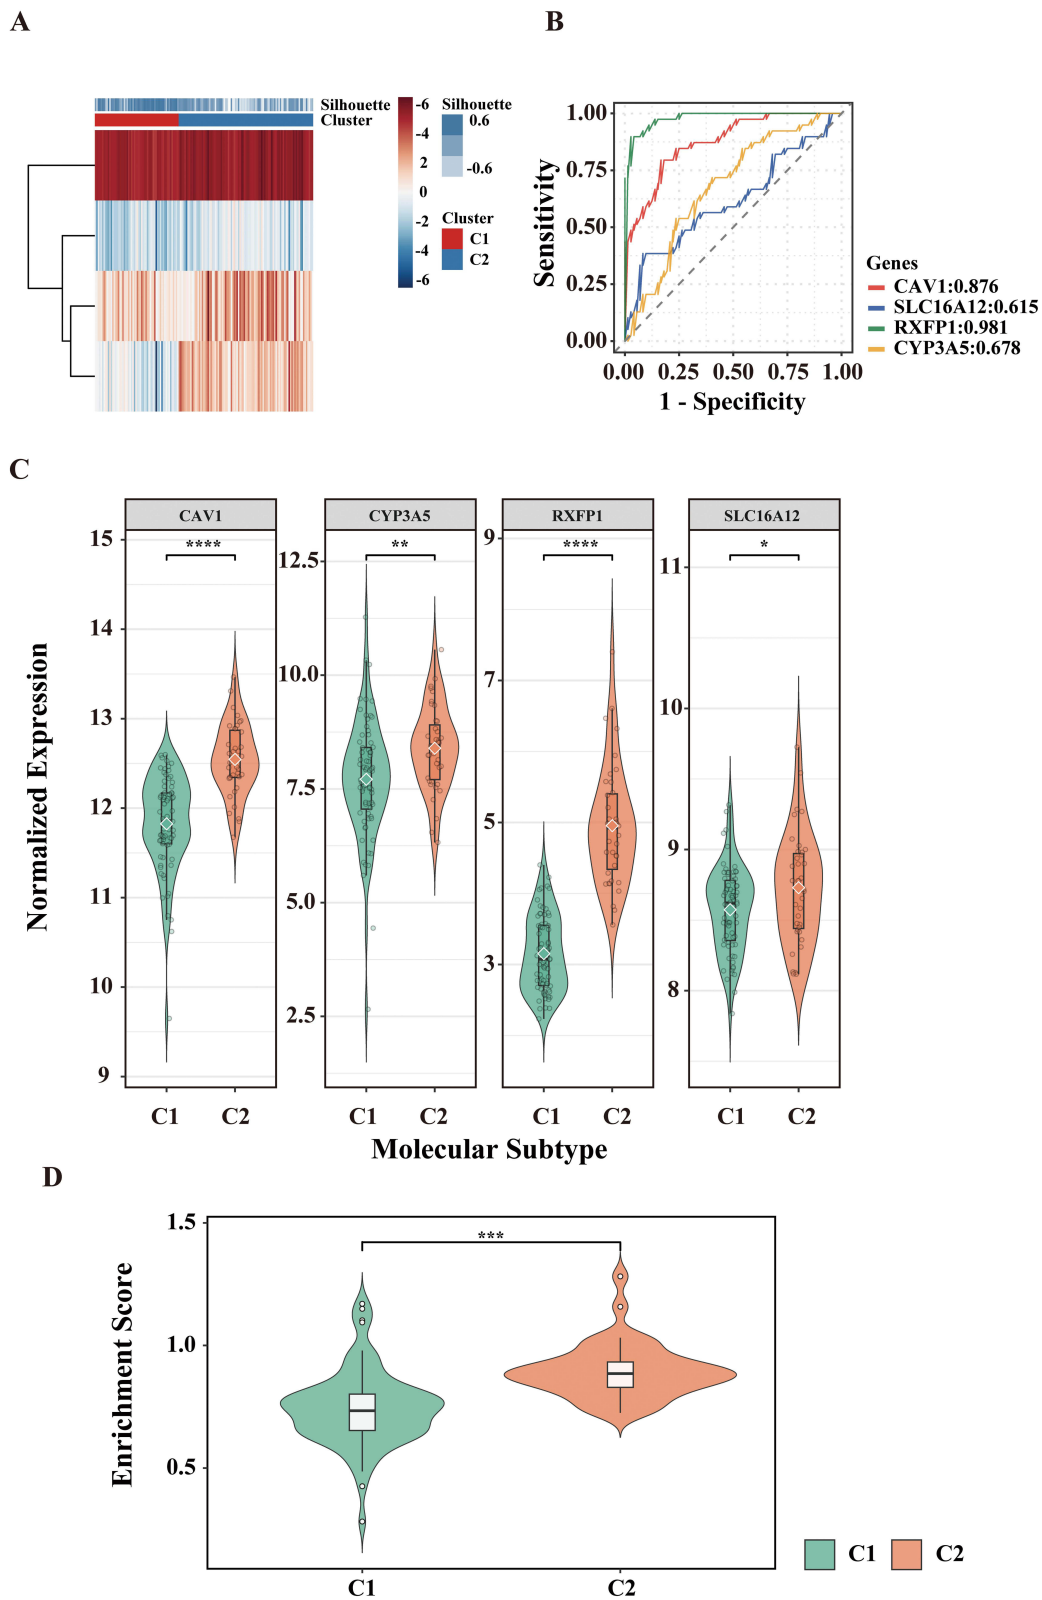 A
B
Silhouette
Cluster
-6
-4
2
0
-2
-4
-6
Silhouette
0.6
-0.6
Cluster
C1
C2
Sensitivity
1.00
0.75
0.50
0.25
0.00
0.00 0.25 0.50 0.75 1.00
1 - Specificity
Genes
CAV1:0.876
SLC16A12:0.615
RXFP1:0.981
CYP3A5:0.678
C
Normalized Expression
CAV1
****
15
14
13
12
11
10
9
C1 C2
CYP3A5
**
12.5
10.0
7.5
5.0
2.5
C1 C2
RXFP1
****
9
7
5
3
C1 C2
SLC16A12
*
11
10
9
8
C1 C2
Molecular Subtype
D
Enrichment Score
1.5
1.0
0.5
***
C1 C2
C1 C2